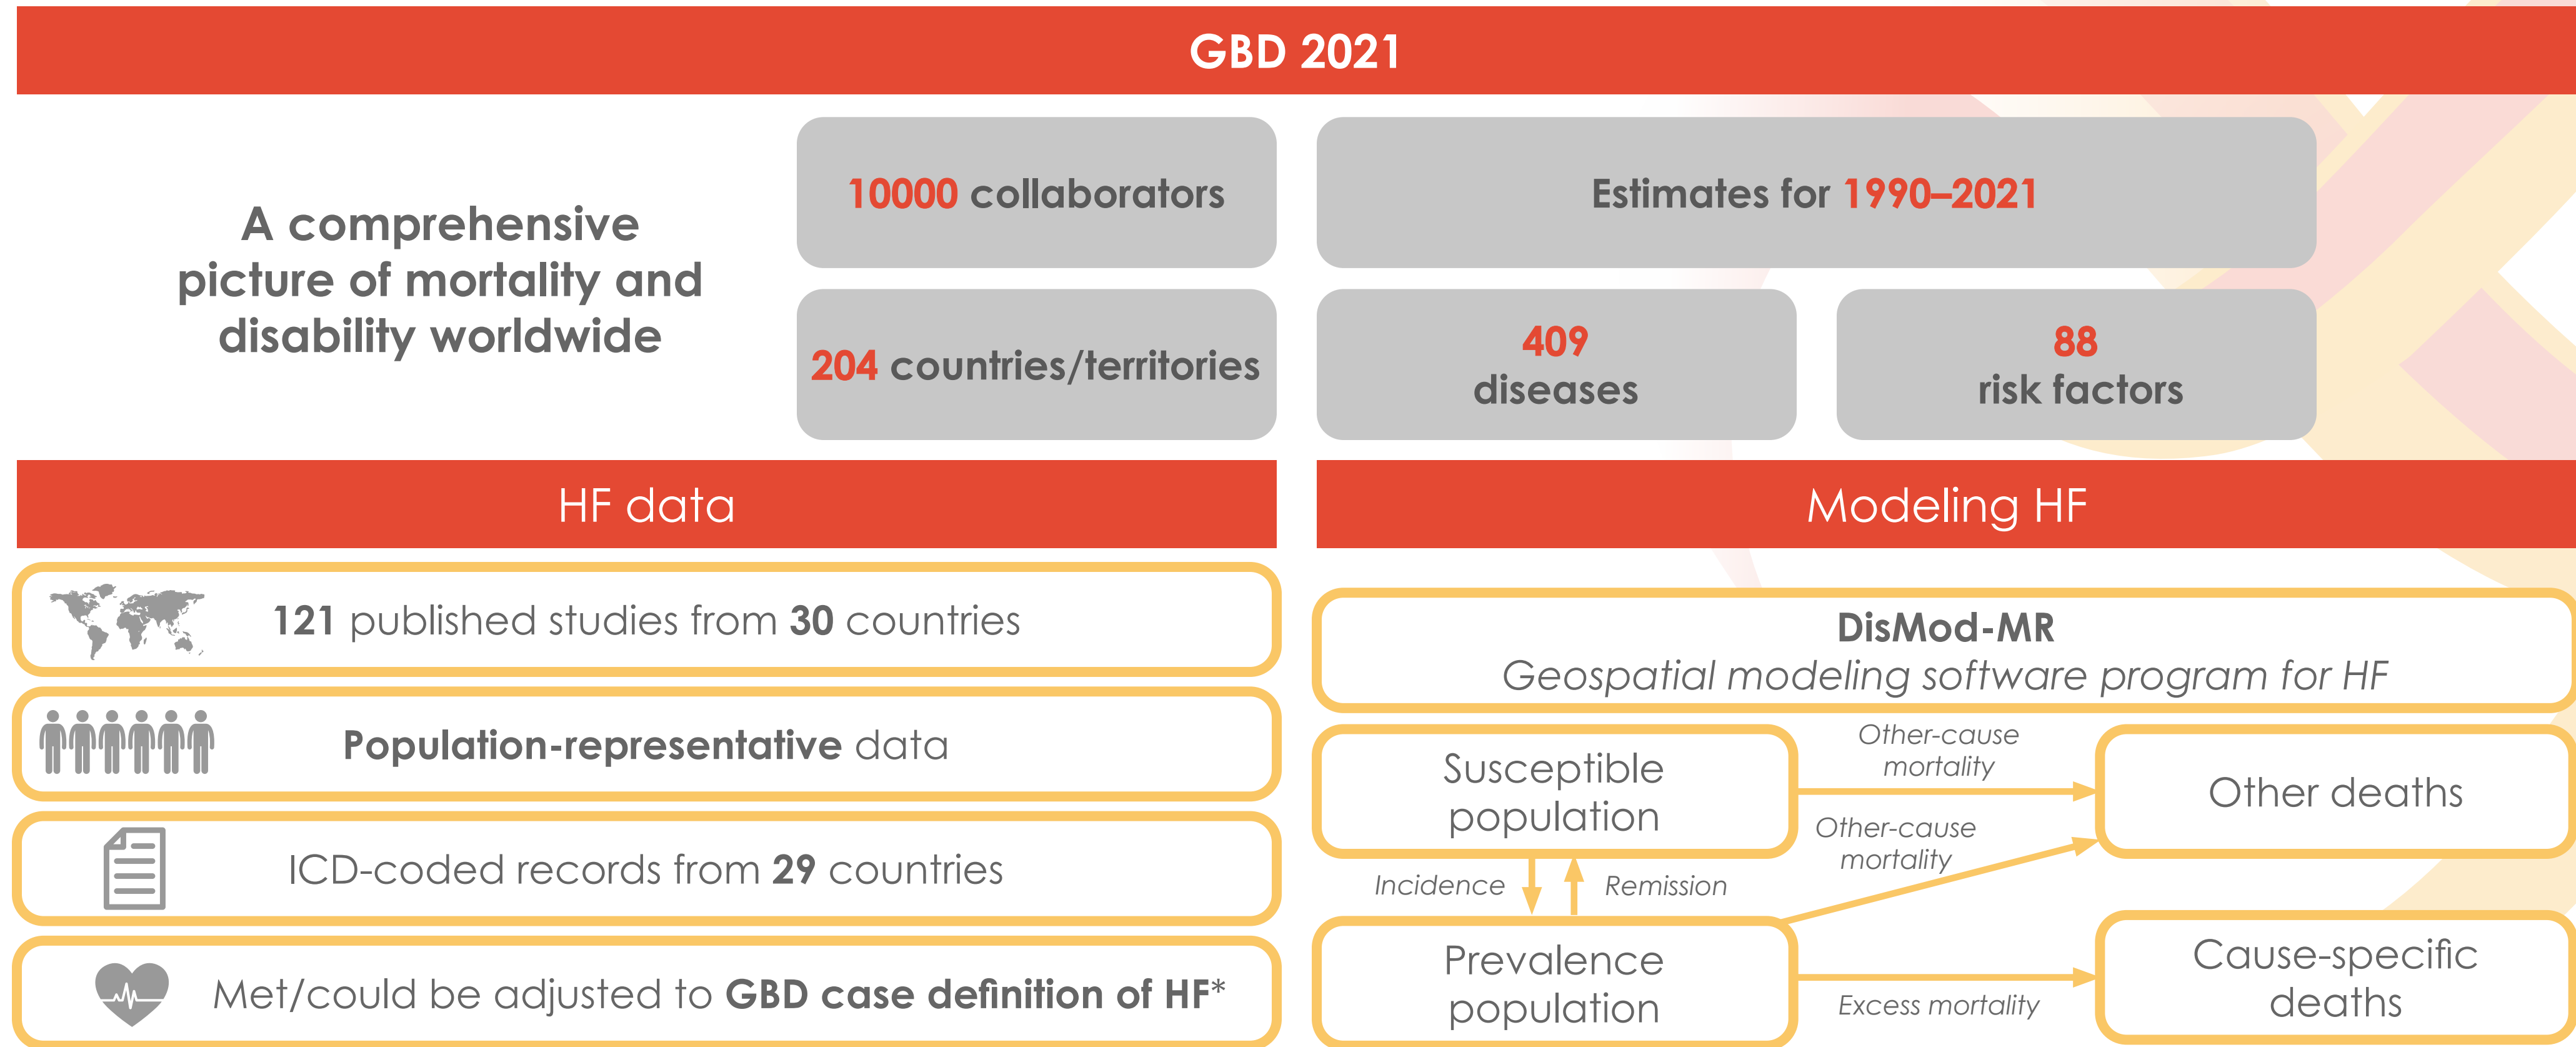 GBD 2021
A comprehensive
picture of mortality and
disability worldwide
10000 collaborators
Estimates for 1990–2021
204 countries/territories
409
diseases
88
risk factors
HF data
121 published studies from 30 countries
Population-representative data
ICD-coded records from 29 countries
Met/could be adjusted to GBD case definition of HF*
Modeling HF
DisMod-MR
Geospatial modeling software program for HF
Susceptible
population
Other-cause
mortality
Other deaths
Other-cause
mortality
Incidence
Remission
Prevalence
population
Excess mortality
Cause-specific
deaths